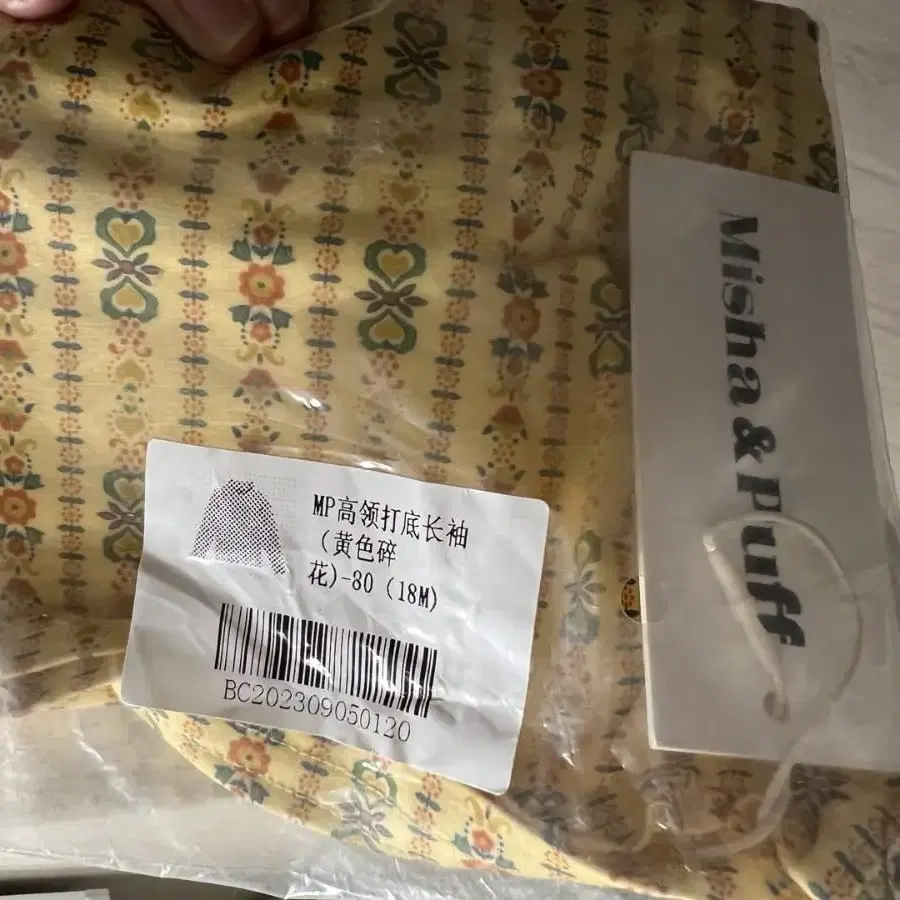 MP高领打底长袖
(黄色碎
花)-80 (18M)
BC202309050120
Misha & Puff